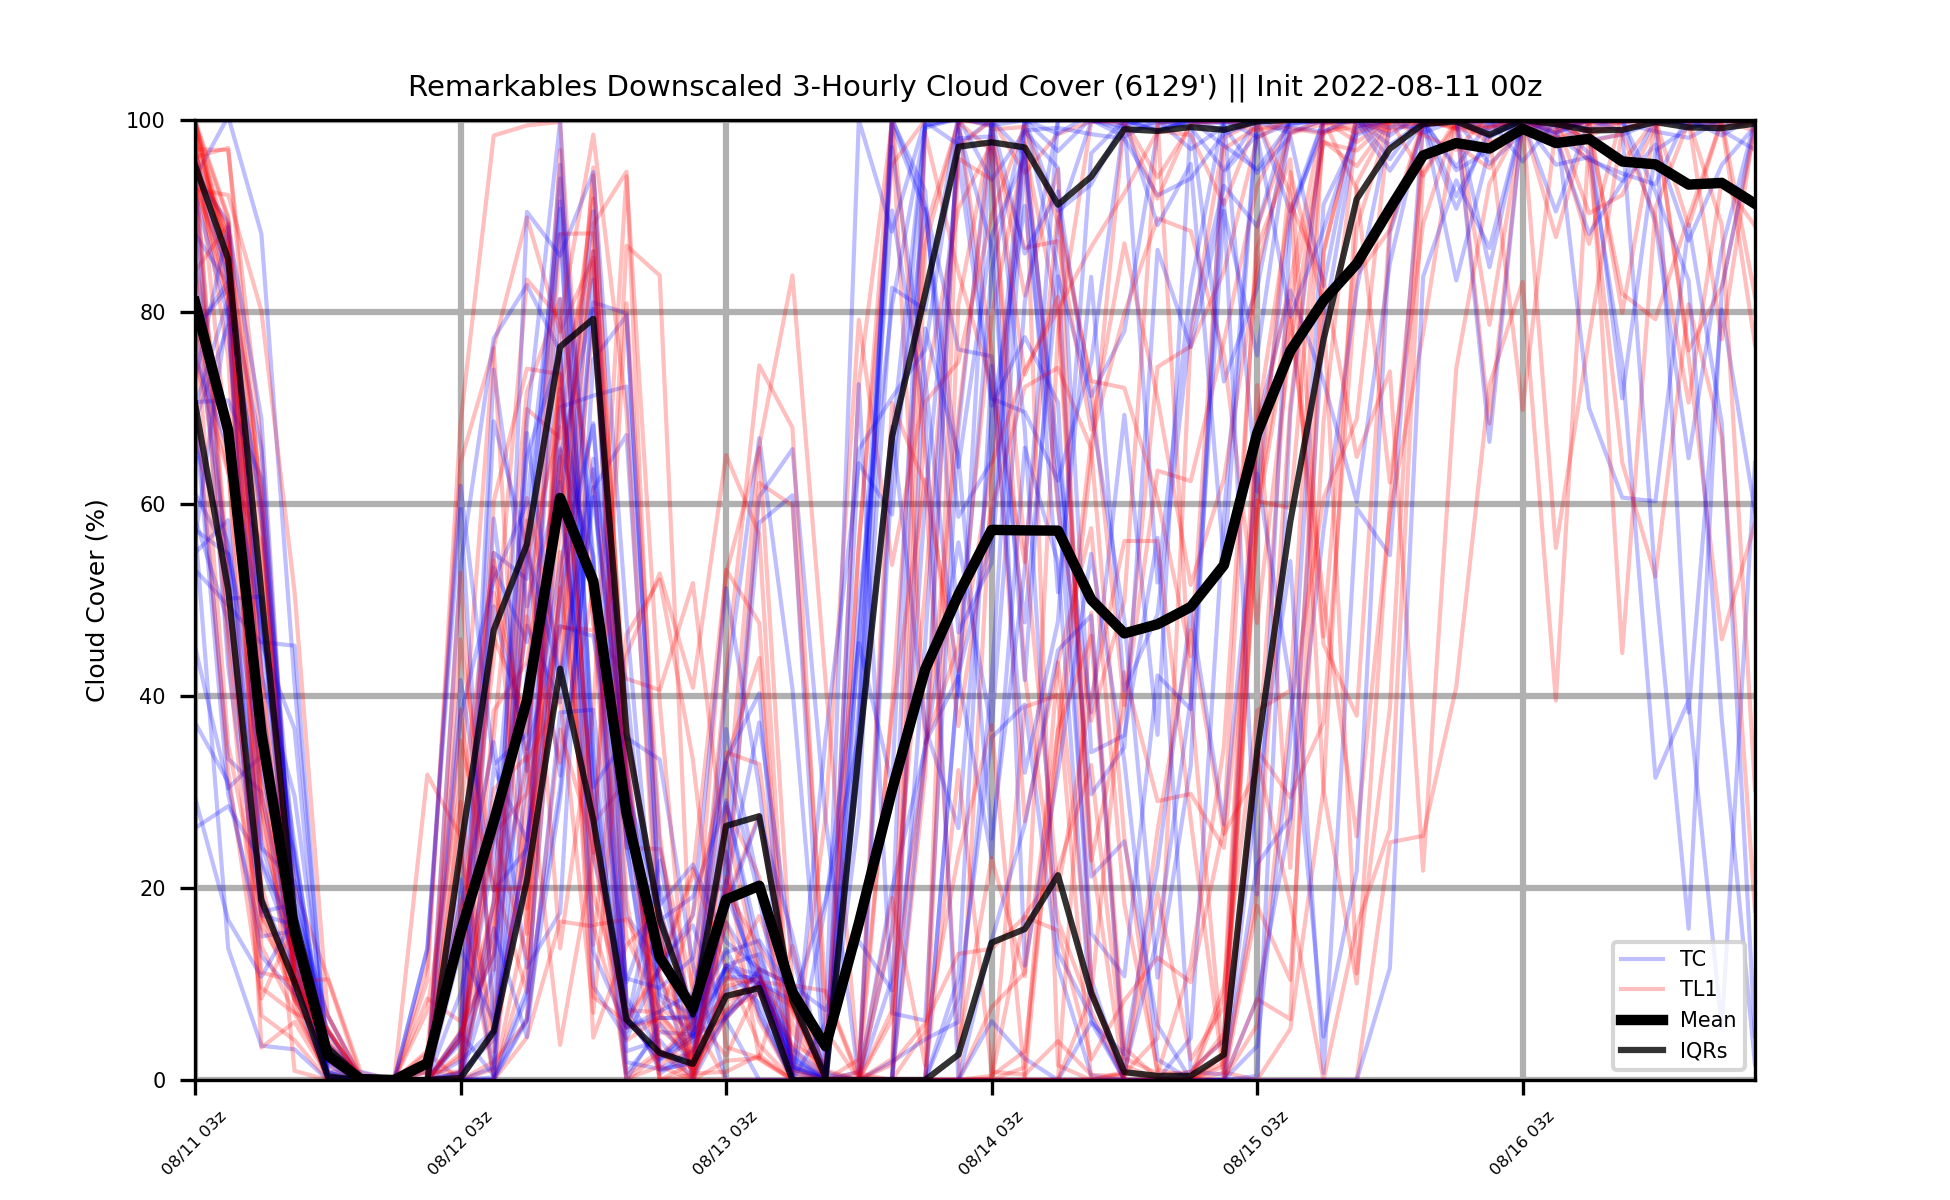 Remarkables Downscaled 3-Hourly Cloud Cover (6129') || Init 2022-08-11 00z
Cloud Cover (%)
100
80
60
40
20
0
08/11 03z
08/12 03z
08/13 03z
08/14 03z
08/15 03z
08/16 03z
TC
TL1
Mean
IQRs